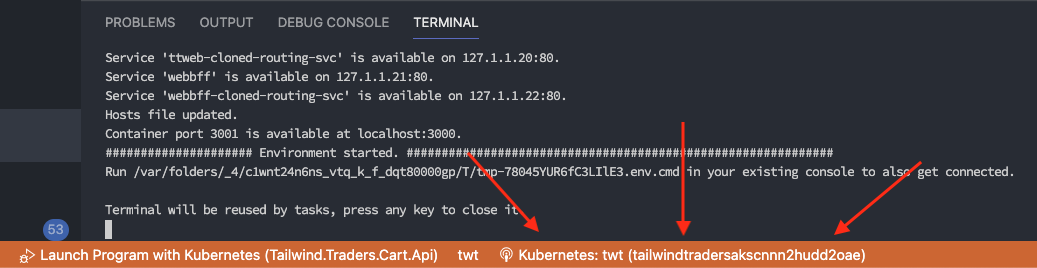 PROBLEMS OUTPUT DEBUG CONSOLE TERMINAL
Service 'ttweb-cloned-routing-svc' is available on 127.1.1.20:80.
Service 'webbff' is available on 127.1.1.21:80.
Service 'webbff-cloned-routing-svc' is available on 127.1.1.22:80.
Hosts file updated.
Container port 3001 is available at localhost:3000.
##################### Environment started. #############################################################
Run /var/folders/_4/c1wnt24n6ns_vtq_k_f_dqt80000gp/T/tmp-78045YUR6fC3LIlE3.env.cmd in your existing console to also get connected.
Terminal will be reused by tasks, press any key to close it
53
Launch Program with Kubernetes (Tailwind.Traders.Cart.Api) twt Kubernetes: twt (tailwindtradersakscnnn2hudd2oae)